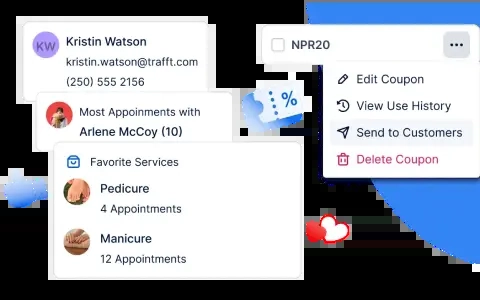 KW
Kristin Watson
kristin.watson@trafft.com
(250) 555 2156
Most Appoinments with
Arlene McCoy (10)
Favorite Services
Pedicure
4 Appointments
Manicure
12 Appointments
%
NPR20
Edit Coupon
View Use History
Send to Customers
Delete Coupon